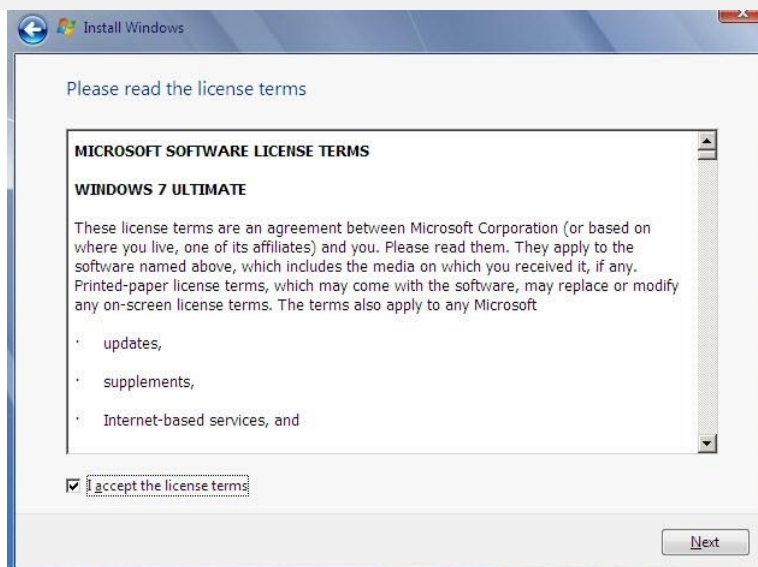 Install Windows
Please read the license terms
MICROSOFT SOFTWARE LICENSE TERMS
WINDOWS 7 ULTIMATE
These license terms are an agreement between Microsoft Corporation (or based on
where you live, one of its affiliates) and you. Please read them. They apply to the
software named above, which includes the media on which you received it, if any.
Printed-paper license terms, which may come with the software, may replace or modify
any on-screen license terms. The terms also apply to any Microsoft
· updates,
· supplements,
· Internet-based services, and
I accept the license terms
Next